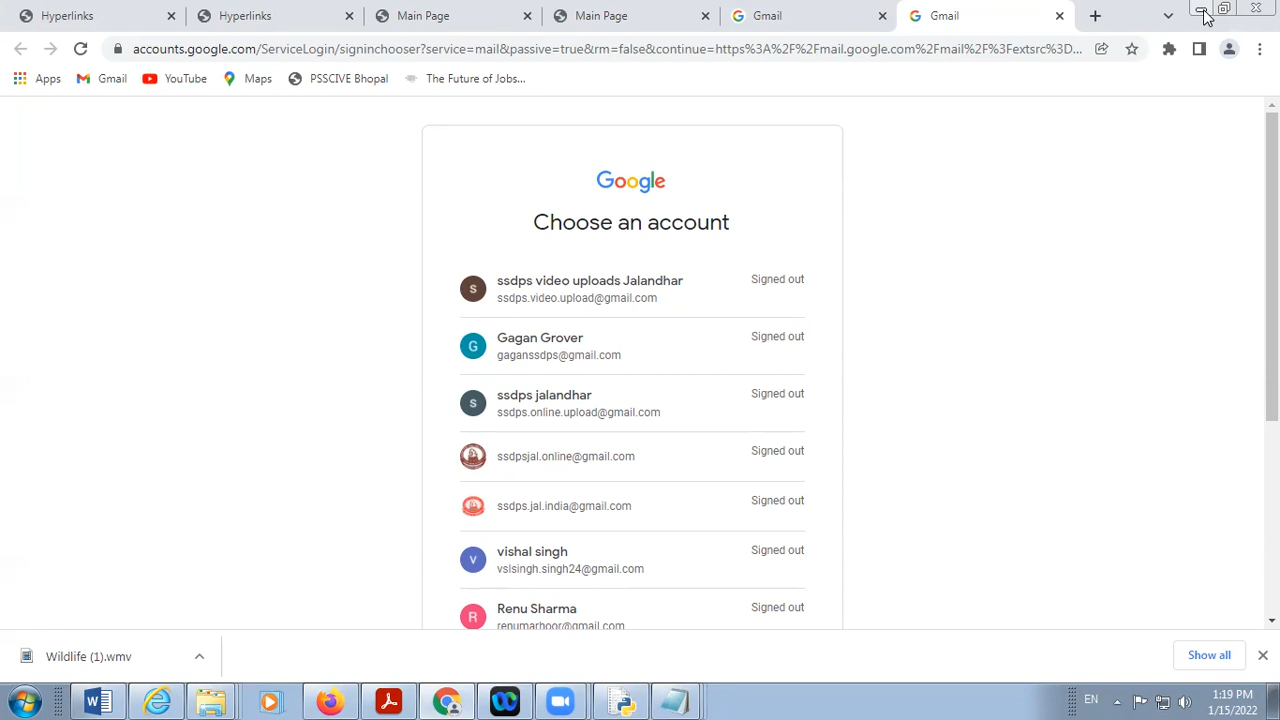 Hyperlinks
Hyperlinks
Main Page
Main Page
Gmail
Gmail
accounts.google.com/ServiceLogin/signinchooser?service=mail&passive=true&rm=false&continue=https%3A%2F%2Fmail.google.com%2Fmail%2F%3Fextsrc%3D...
Apps Gmail YouTube Maps PSSCIVE Bhopal The Future of Jobs...
Google
Choose an account
S ssdps video uploads Jalandhar Signed out
ssdps.video.upload@gmail.com
G Gagan Grover Signed out
gaganssdps@gmail.com
S ssdps jalandhar Signed out
ssdps.online.upload@gmail.com
ssdpsjal.online@gmail.com Signed out
ssdps.jal.india@gmail.com Signed out
V vishal singh Signed out
vslsingh.singh24@gmail.com
R Renu Sharma Signed out
renumarhoor@gmail.com
Wildlife (1).wmv Show all
EN 1:19 PM
1/15/2022